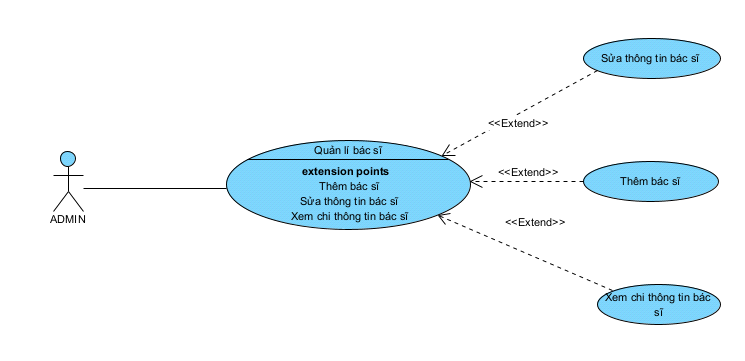 Sửa thông tin bác sĩ
<<Extend>>
Quản lí bác sĩ
extension points
Thêm bác sĩ
Sửa thông tin bác sĩ
Xem chi thông tin bác sĩ
<<Extend>>
Thêm bác sĩ
ADMIN
<<Extend>>
Xem chi thông tin bác
sĩ